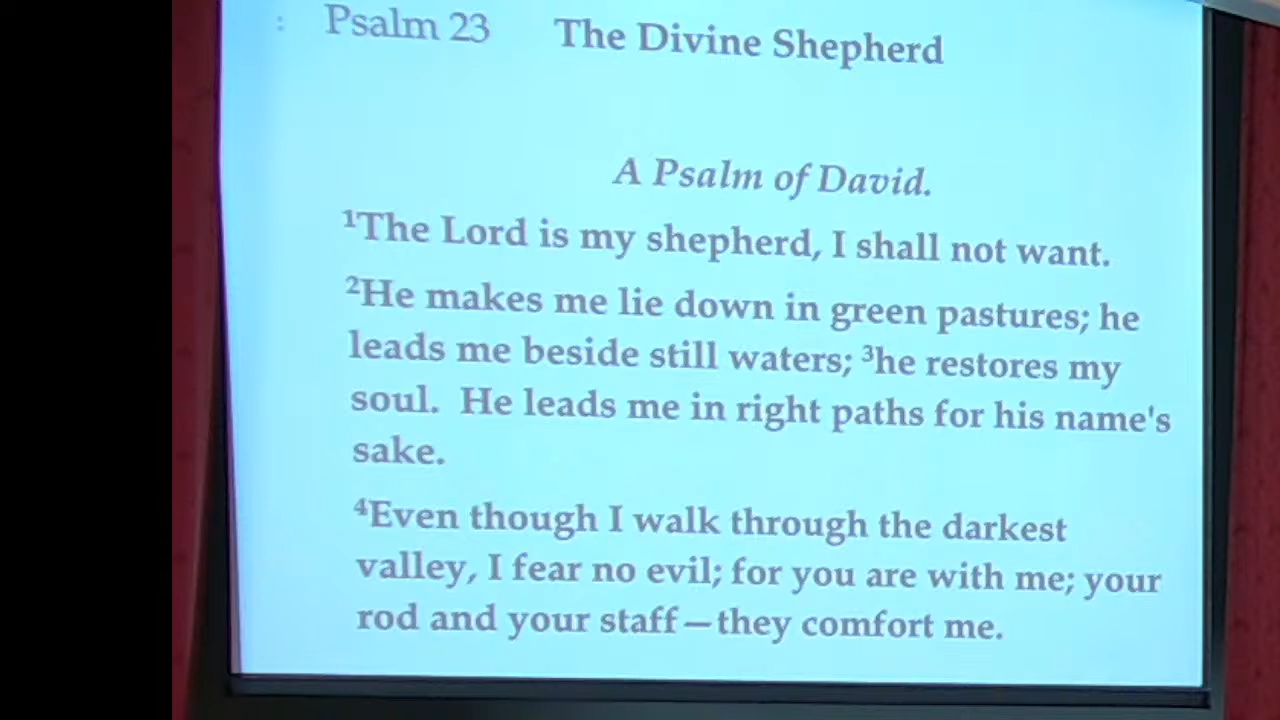 : Psalm 23 The Divine Shepherd
A Psalm of David.
¹The Lord is my shepherd, I shall not want.
²He makes me lie down in green pastures; he
leads me beside still waters; ³he restores my
soul. He leads me in right paths for his name's
sake.
⁴Even though I walk through the darkest
valley, I fear no evil; for you are with me; your
rod and your staff—they comfort me.